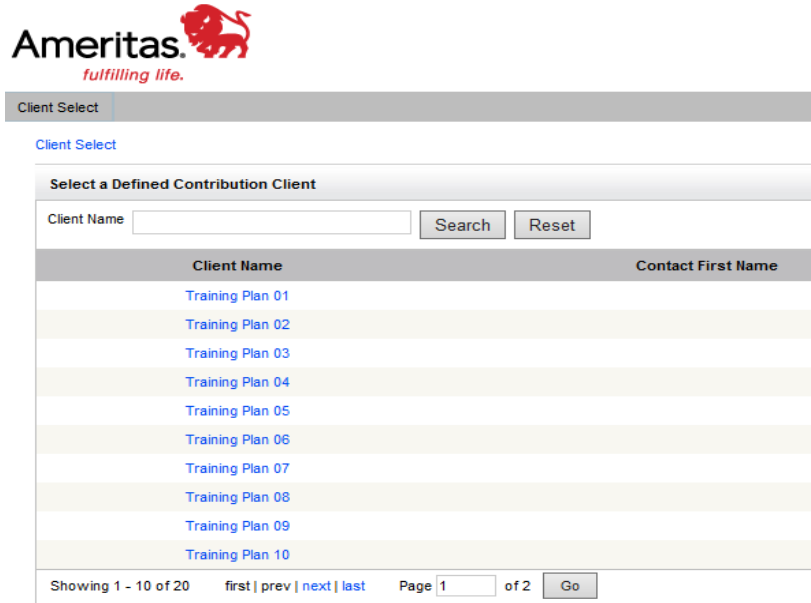 Ameritas.
fulfilling life.
Client Select
Client Select
Select a Defined Contribution Client
Client Name Search Reset
Client Name Contact First Name
Training Plan 01
Training Plan 02
Training Plan 03
Training Plan 04
Training Plan 05
Training Plan 06
Training Plan 07
Training Plan 08
Training Plan 09
Training Plan 10
Showing 1 - 10 of 20 first | prev | next | last Page 1 of 2 Go